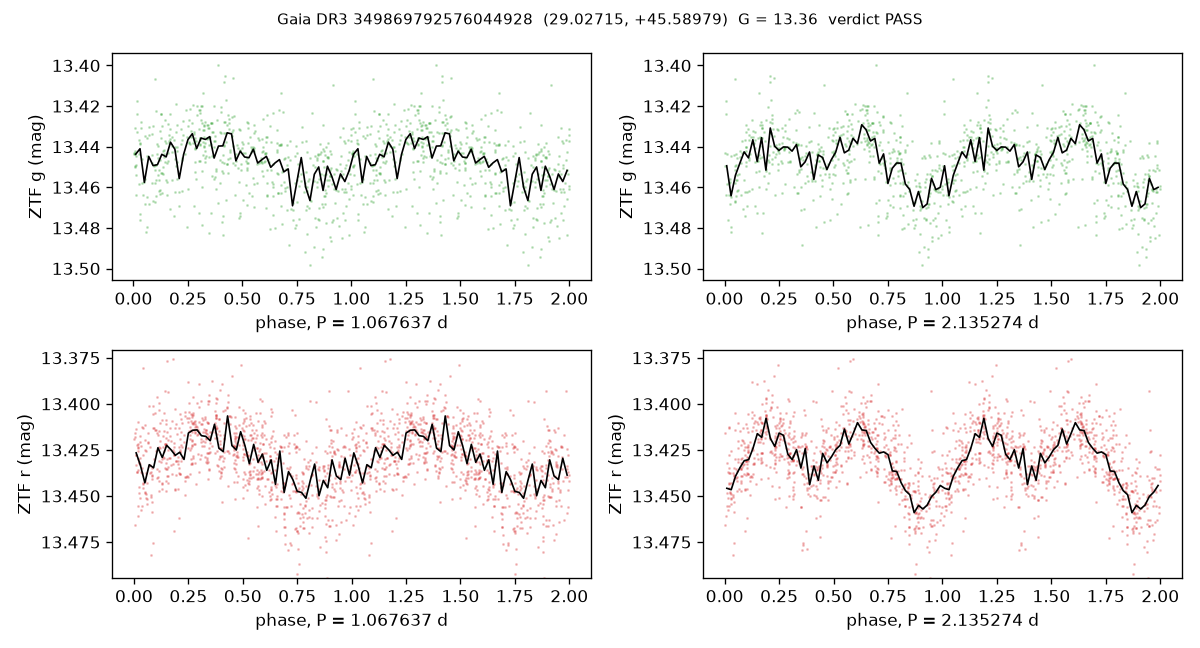 Gaia DR3 349869792576044928  (29.02715, +45.58979)  G = 13.36  verdict PASS
ZTF g (mag)
13.40
13.42
13.44
13.46
13.48
13.50
0.00 0.25 0.50 0.75 1.00 1.25 1.50 1.75 2.00
phase, P = 1.067637 d
ZTF g (mag)
13.40
13.42
13.44
13.46
13.48
13.50
0.00 0.25 0.50 0.75 1.00 1.25 1.50 1.75 2.00
phase, P = 2.135274 d
ZTF r (mag)
13.375
13.400
13.425
13.450
13.475
0.00 0.25 0.50 0.75 1.00 1.25 1.50 1.75 2.00
phase, P = 1.067637 d
ZTF r (mag)
13.375
13.400
13.425
13.450
13.475
0.00 0.25 0.50 0.75 1.00 1.25 1.50 1.75 2.00
phase, P = 2.135274 d